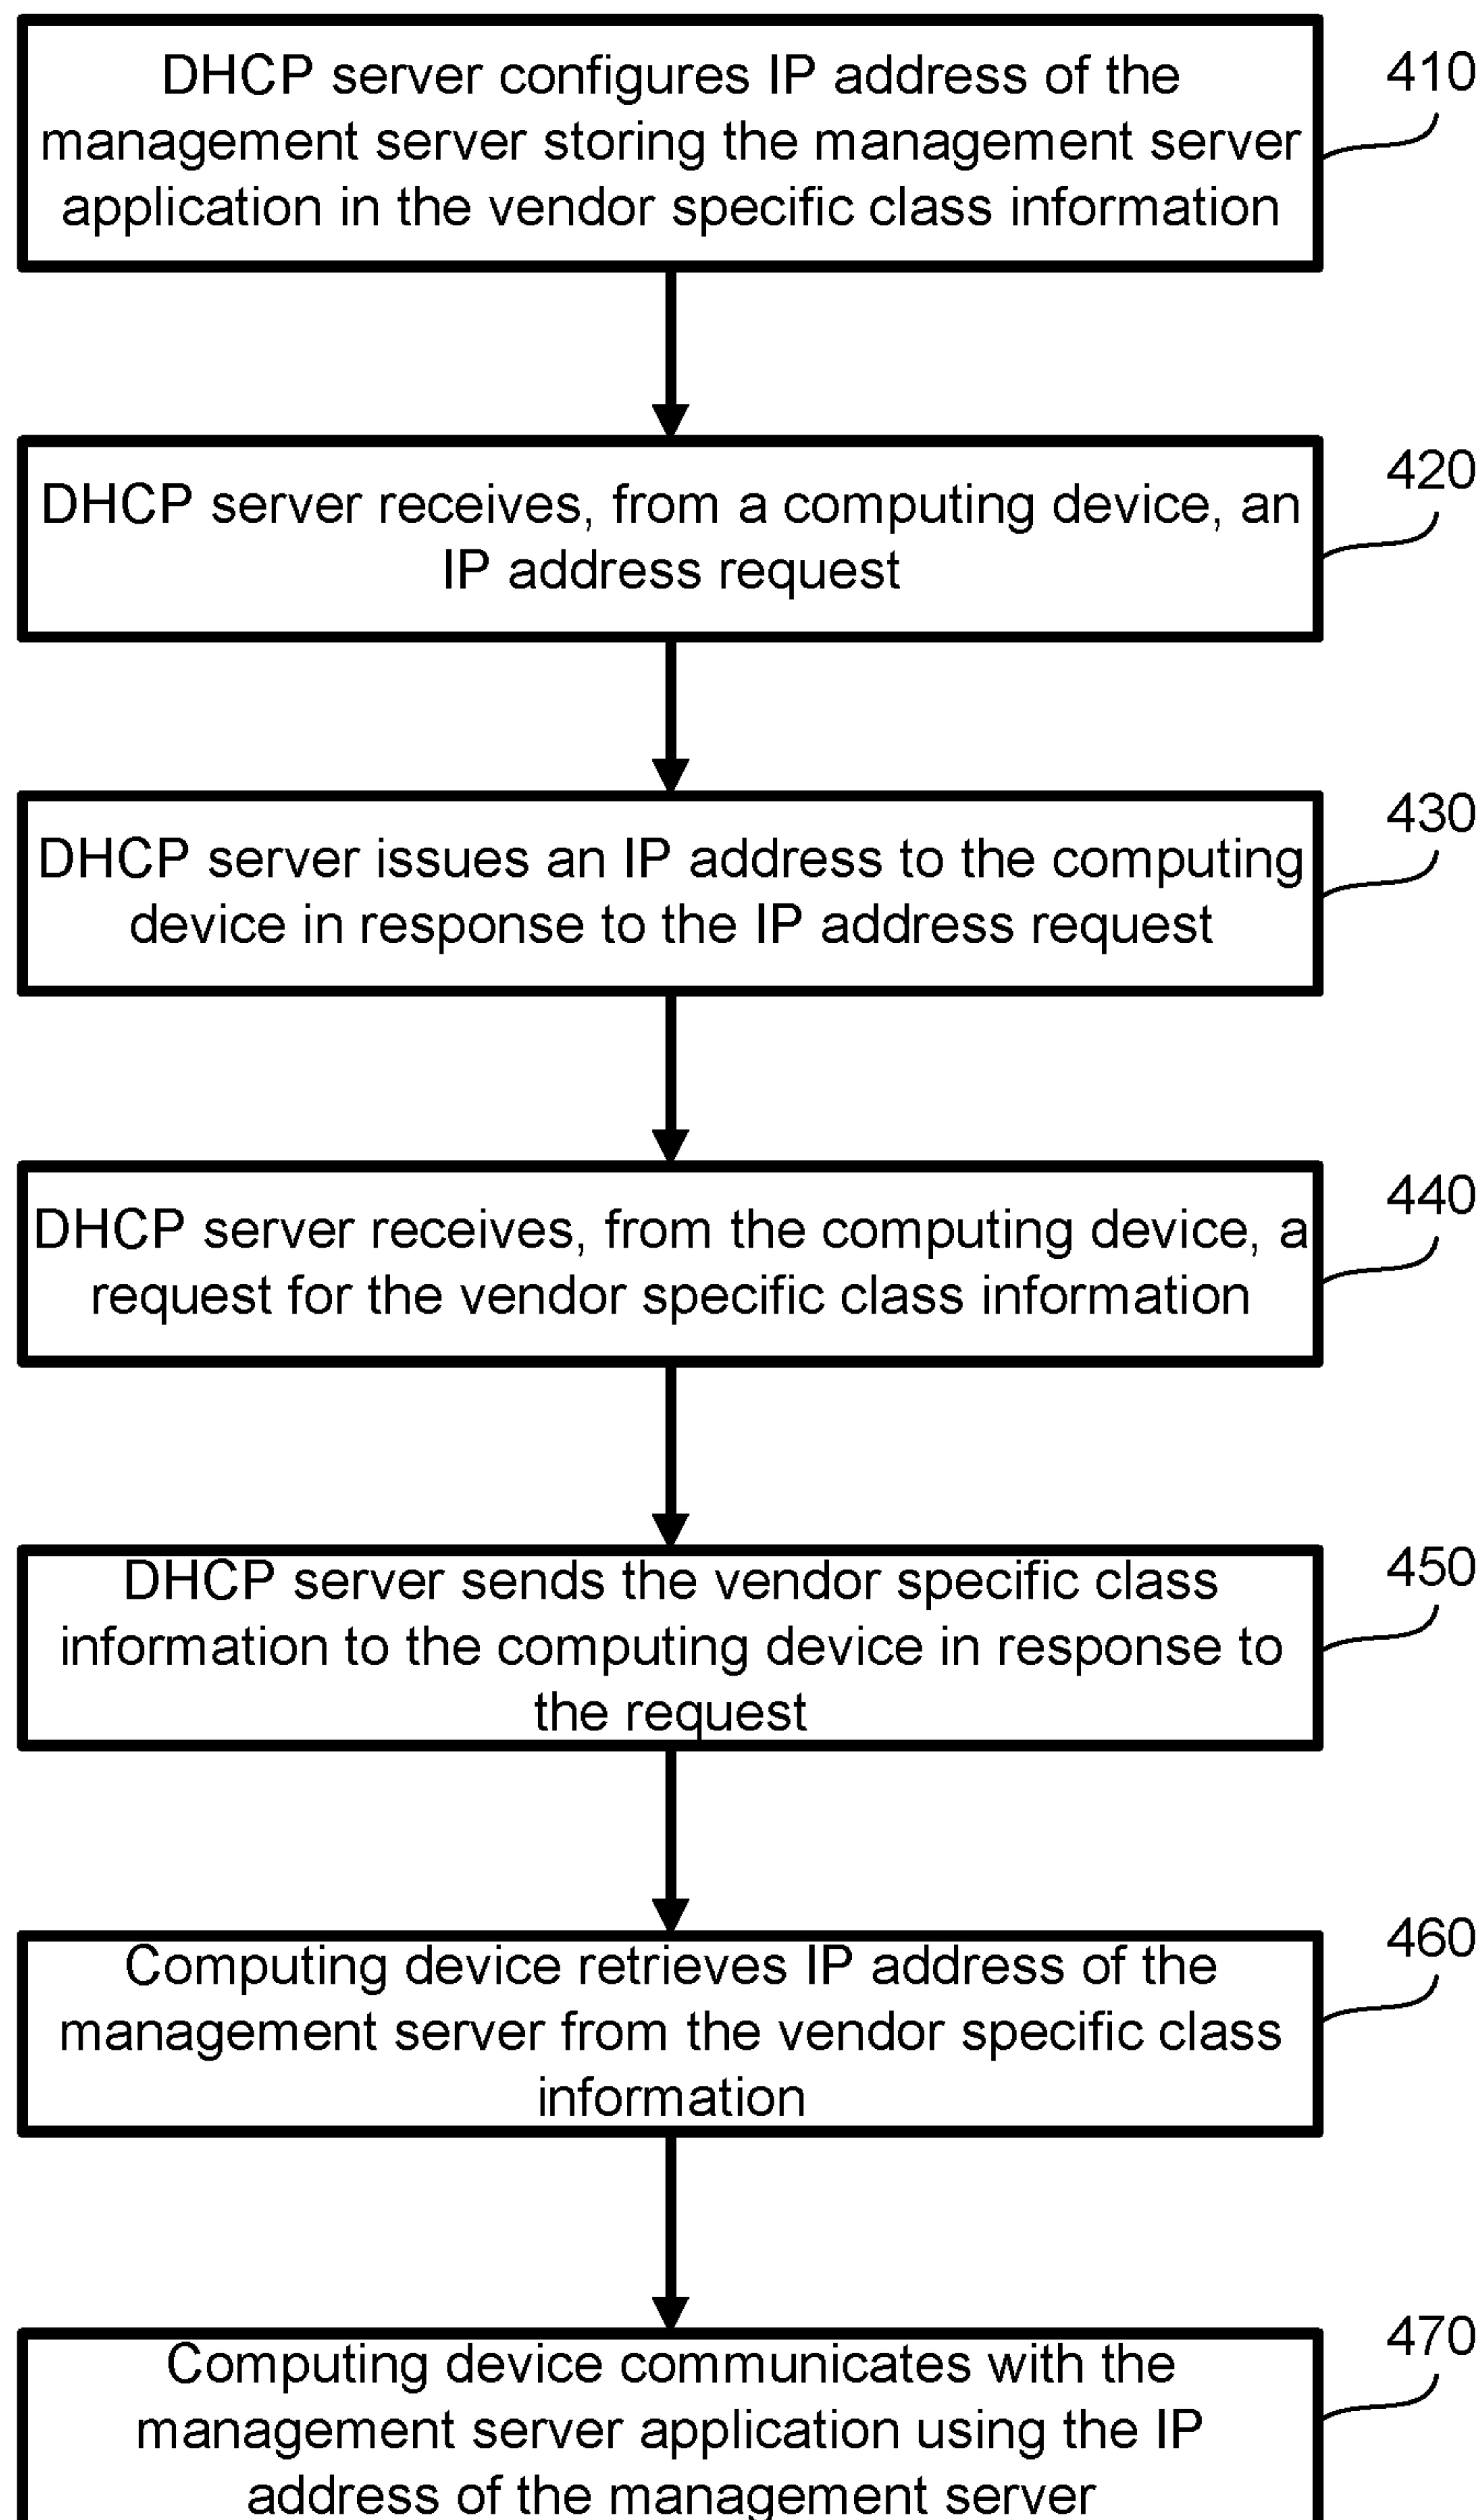 DHCP server configures IP address of the
management server storing the management server
application in the vendor specific class information
410
DHCP server receives, from a computing device, an
IP address request
420
DHCP server issues an IP address to the computing
device in response to the IP address request
430
DHCP server receives, from the computing device, a
request for the vendor specific class information
440
DHCP server sends the vendor specific class
information to the computing device in response to
the request
450
Computing device retrieves IP address of the
management server from the vendor specific class
information
460
Computing device communicates with the
management server application using the IP
address of the management server
470